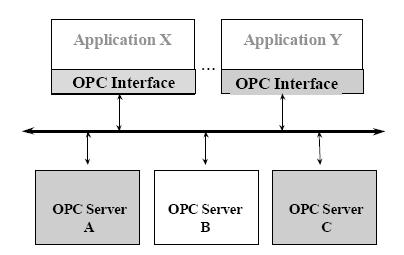 Application X
Application Y
...
OPC Interface
OPC Interface
OPC Server
A
OPC Server
B
OPC Server
C